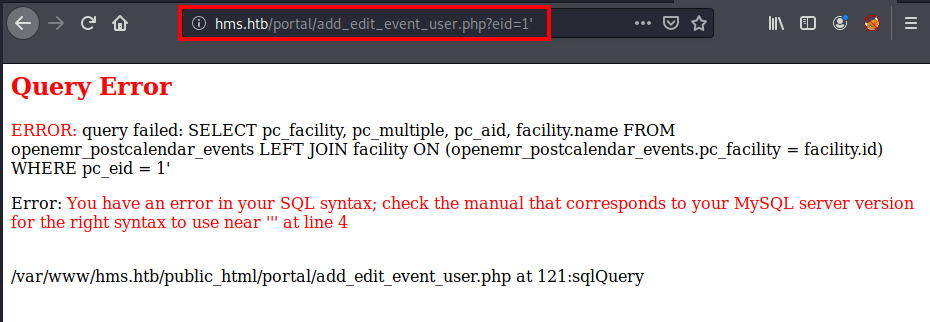 hms.htb/portal/add_edit_event_user.php?eid=1'
Query Error
ERROR: query failed: SELECT pc_facility, pc_multiple, pc_aid, facility.name FROM
openemr_postcalendar_events LEFT JOIN facility ON (openemr_postcalendar_events.pc_facility = facility.id)
WHERE pc_eid = 1'
Error: You have an error in your SQL syntax; check the manual that corresponds to your MySQL server version
for the right syntax to use near ''' at line 4
/var/www/hms.htb/public_html/portal/add_edit_event_user.php at 121:sqlQuery